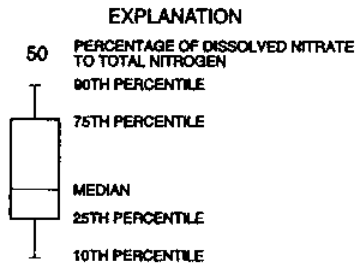 EXPLANATION
50 PERCENTAGE OF DISSOLVED NITRATE
TO TOTAL NITROGEN
90TH PERCENTILE
75TH PERCENTILE
MEDIAN
25TH PERCENTILE
10TH PERCENTILE